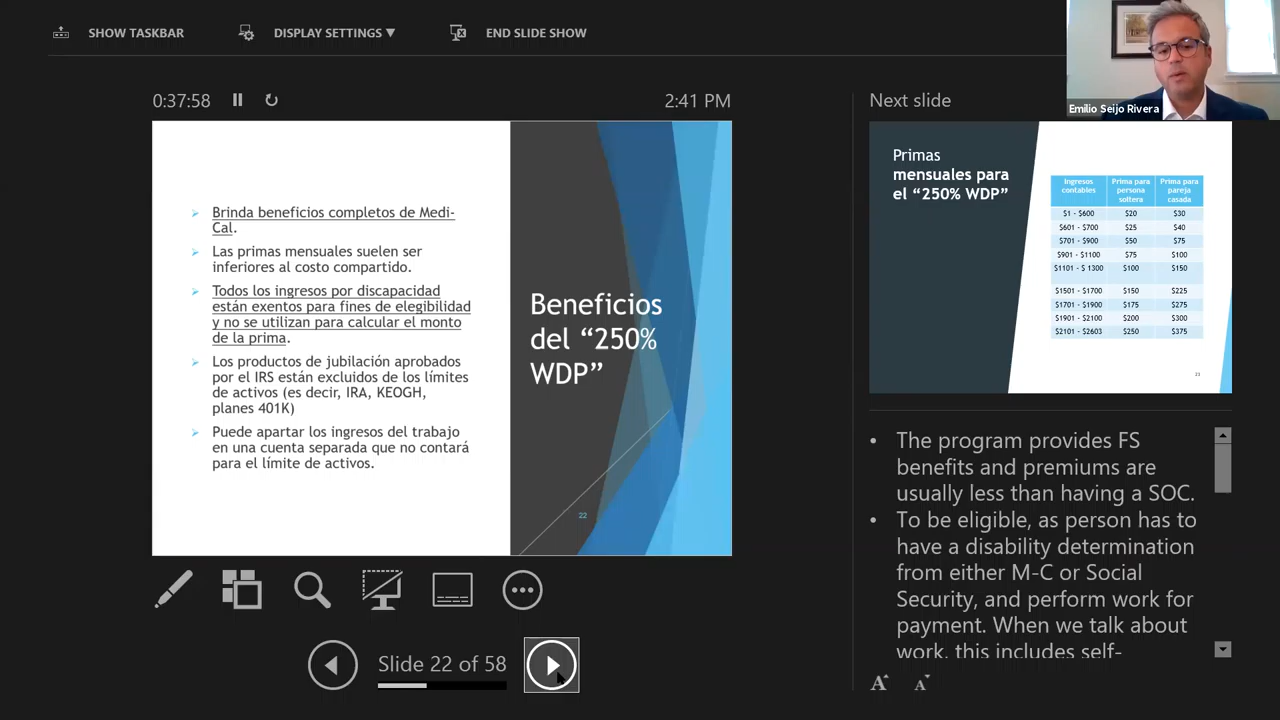 SHOW TASKBAR
DISPLAY SETTINGS ▼
END SLIDE SHOW
Emilio Seijo Rivera
0:37:58
2:41 PM
Brinda beneficios completos de Medi-
Cal.
Las primas mensuales suelen ser
inferiores al costo compartido.
Todos los ingresos por discapacidad
están exentos para fines de elegibilidad
y no se utilizan para calcular el monto
de la prima.
Los productos de jubilación aprobados
por el IRS están excluidos de los límites
de activos (es decir, IRA, KEOGH,
planes 401K)
Puede apartar los ingresos del trabajo
en una cuenta separada que no contará
para el límite de activos.
Beneficios
del “250%
WDP”
22
Next slide
Primas
mensuales para
el “250% WDP”
Ingresos contables | Prima para persona soltera | Prima para pareja casada
$1 - $600 $20 $30
$601 - $700 $25 $40
$701 - $900 $50 $75
$901 - $1100 $75 $100
$1101 - $ 1300 $100 $150
$1501 - $1700 $150 $225
$1701 - $1900 $175 $275
$1901 - $2100 $200 $300
$2101 - $2603 $250 $375
• The program provides FS
benefits and premiums are
usually less than having a SOC.
• To be eligible, as person has to
have a disability determination
from either M-C or Social
Security, and perform work for
payment. When we talk about
work, this includes self-
Slide 22 of 58
A A